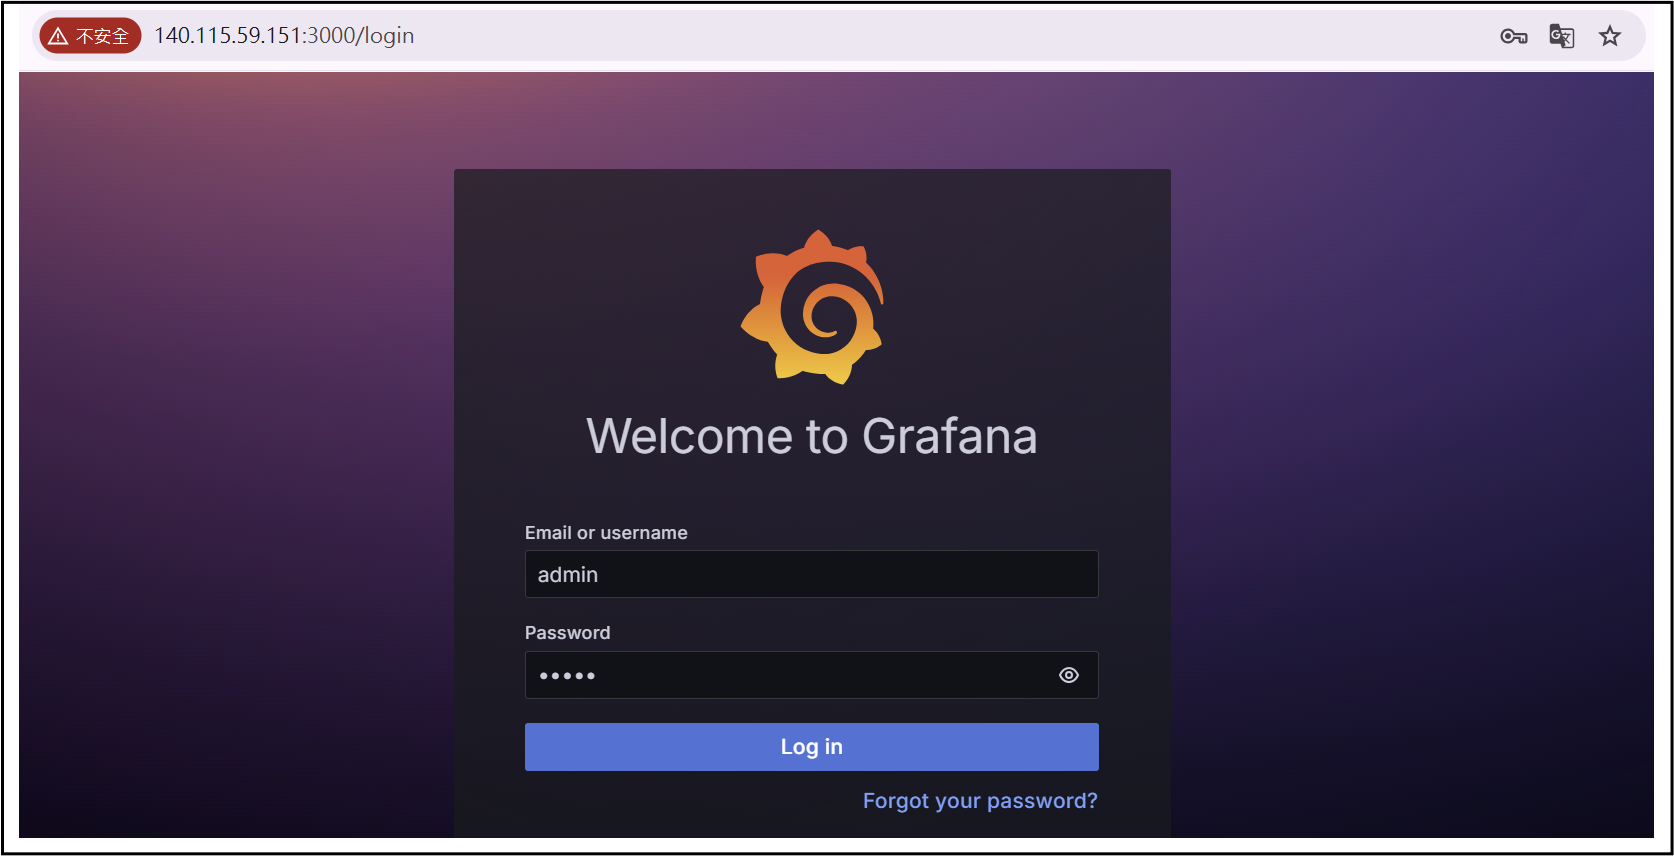 不安全 140.115.59.151:3000/login
Welcome to Grafana
Email or username
admin
Password
•••••
Log in
Forgot your password?